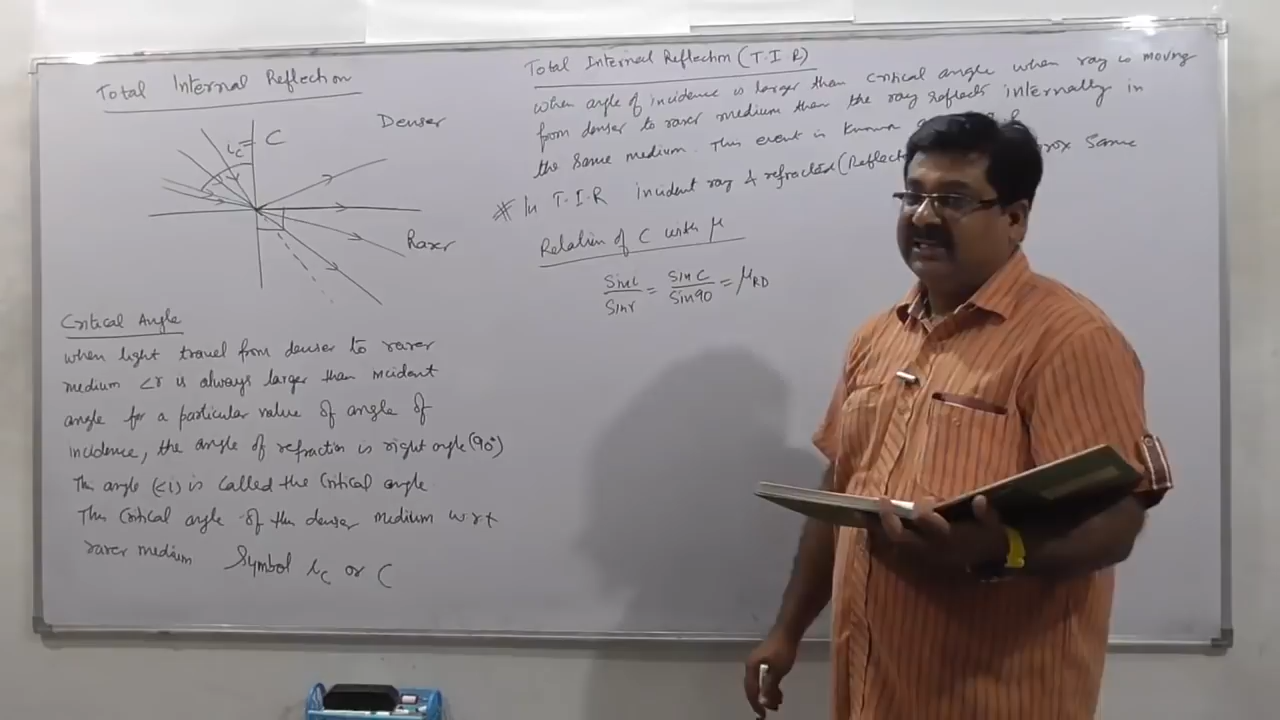 Total Internal Reflection
ic = C
Denser
Rarer
Critical Angle
when light travel from denser to rarer
medium <r is always larger than incident
angle for a particular value of angle of
incidence, the angle of refraction is right angle (90°)
This angle (<i) is called the Critical angle.
This Critical angle of the denser medium w.r.t
rarer medium Symbol ic or C
Total Internal Reflection (T.I.R)
when angle of incidence is larger than critical angle when ray is moving
from denser to rarer medium than the ray reflects internally in
the same medium. This event is known
* In T.I.R incident ray & refracted (Reflect Same
Relation of C with μ
Sin i / Sin r = Sin C / Sin 90 = μRD